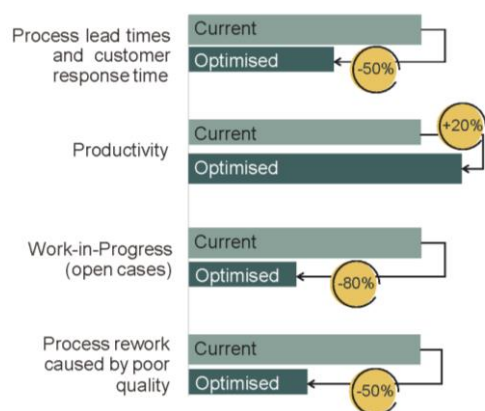 Process lead times
and customer
response time
Current
Optimised
-50%
Productivity
Current
+20%
Optimised
Work-in-Progress
(open cases)
Current
Optimised
-80%
Process rework
caused by poor
quality
Current
Optimised
-50%